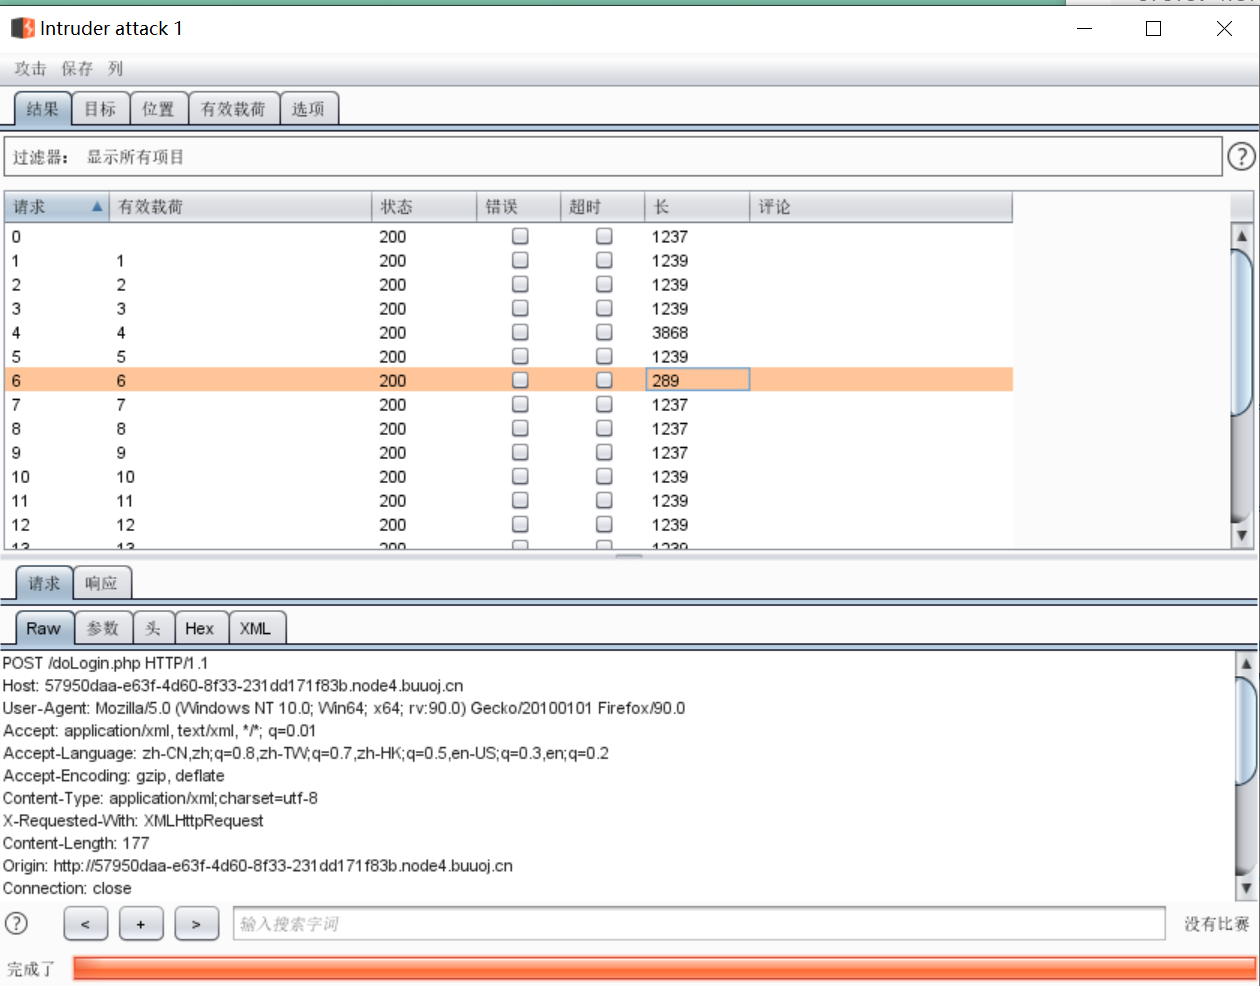 Intruder attack 1
攻击 保存 列
结果 目标 位置 有效载荷 选项
过滤器: 显示所有项目 ?
请求 有效载荷 状态 错误 超时 长 评论
0 200 1237
1 1 200 1239
2 2 200 1239
3 3 200 1239
4 4 200 3868
5 5 200 1239
6 6 200 289
7 7 200 1237
8 8 200 1237
9 9 200 1237
10 10 200 1239
11 11 200 1239
12 12 200 1239
13 13 200 1239
请求 响应
Raw 参数 头 Hex XML
POST /doLogin.php HTTP/1.1
Host: 57950daa-e63f-4d60-8f33-231dd171f83b.node4.buuoj.cn
User-Agent: Mozilla/5.0 (Windows NT 10.0; Win64; x64; rv:90.0) Gecko/20100101 Firefox/90.0
Accept: application/xml, text/xml, */*; q=0.01
Accept-Language: zh-CN,zh;q=0.8,zh-TW;q=0.7,zh-HK;q=0.5,en-US;q=0.3,en;q=0.2
Accept-Encoding: gzip, deflate
Content-Type: application/xml;charset=utf-8
X-Requested-With: XMLHttpRequest
Content-Length: 177
Origin: http://57950daa-e63f-4d60-8f33-231dd171f83b.node4.buuoj.cn
Connection: close
? < + > 输入搜索字词 没有比赛
完成了